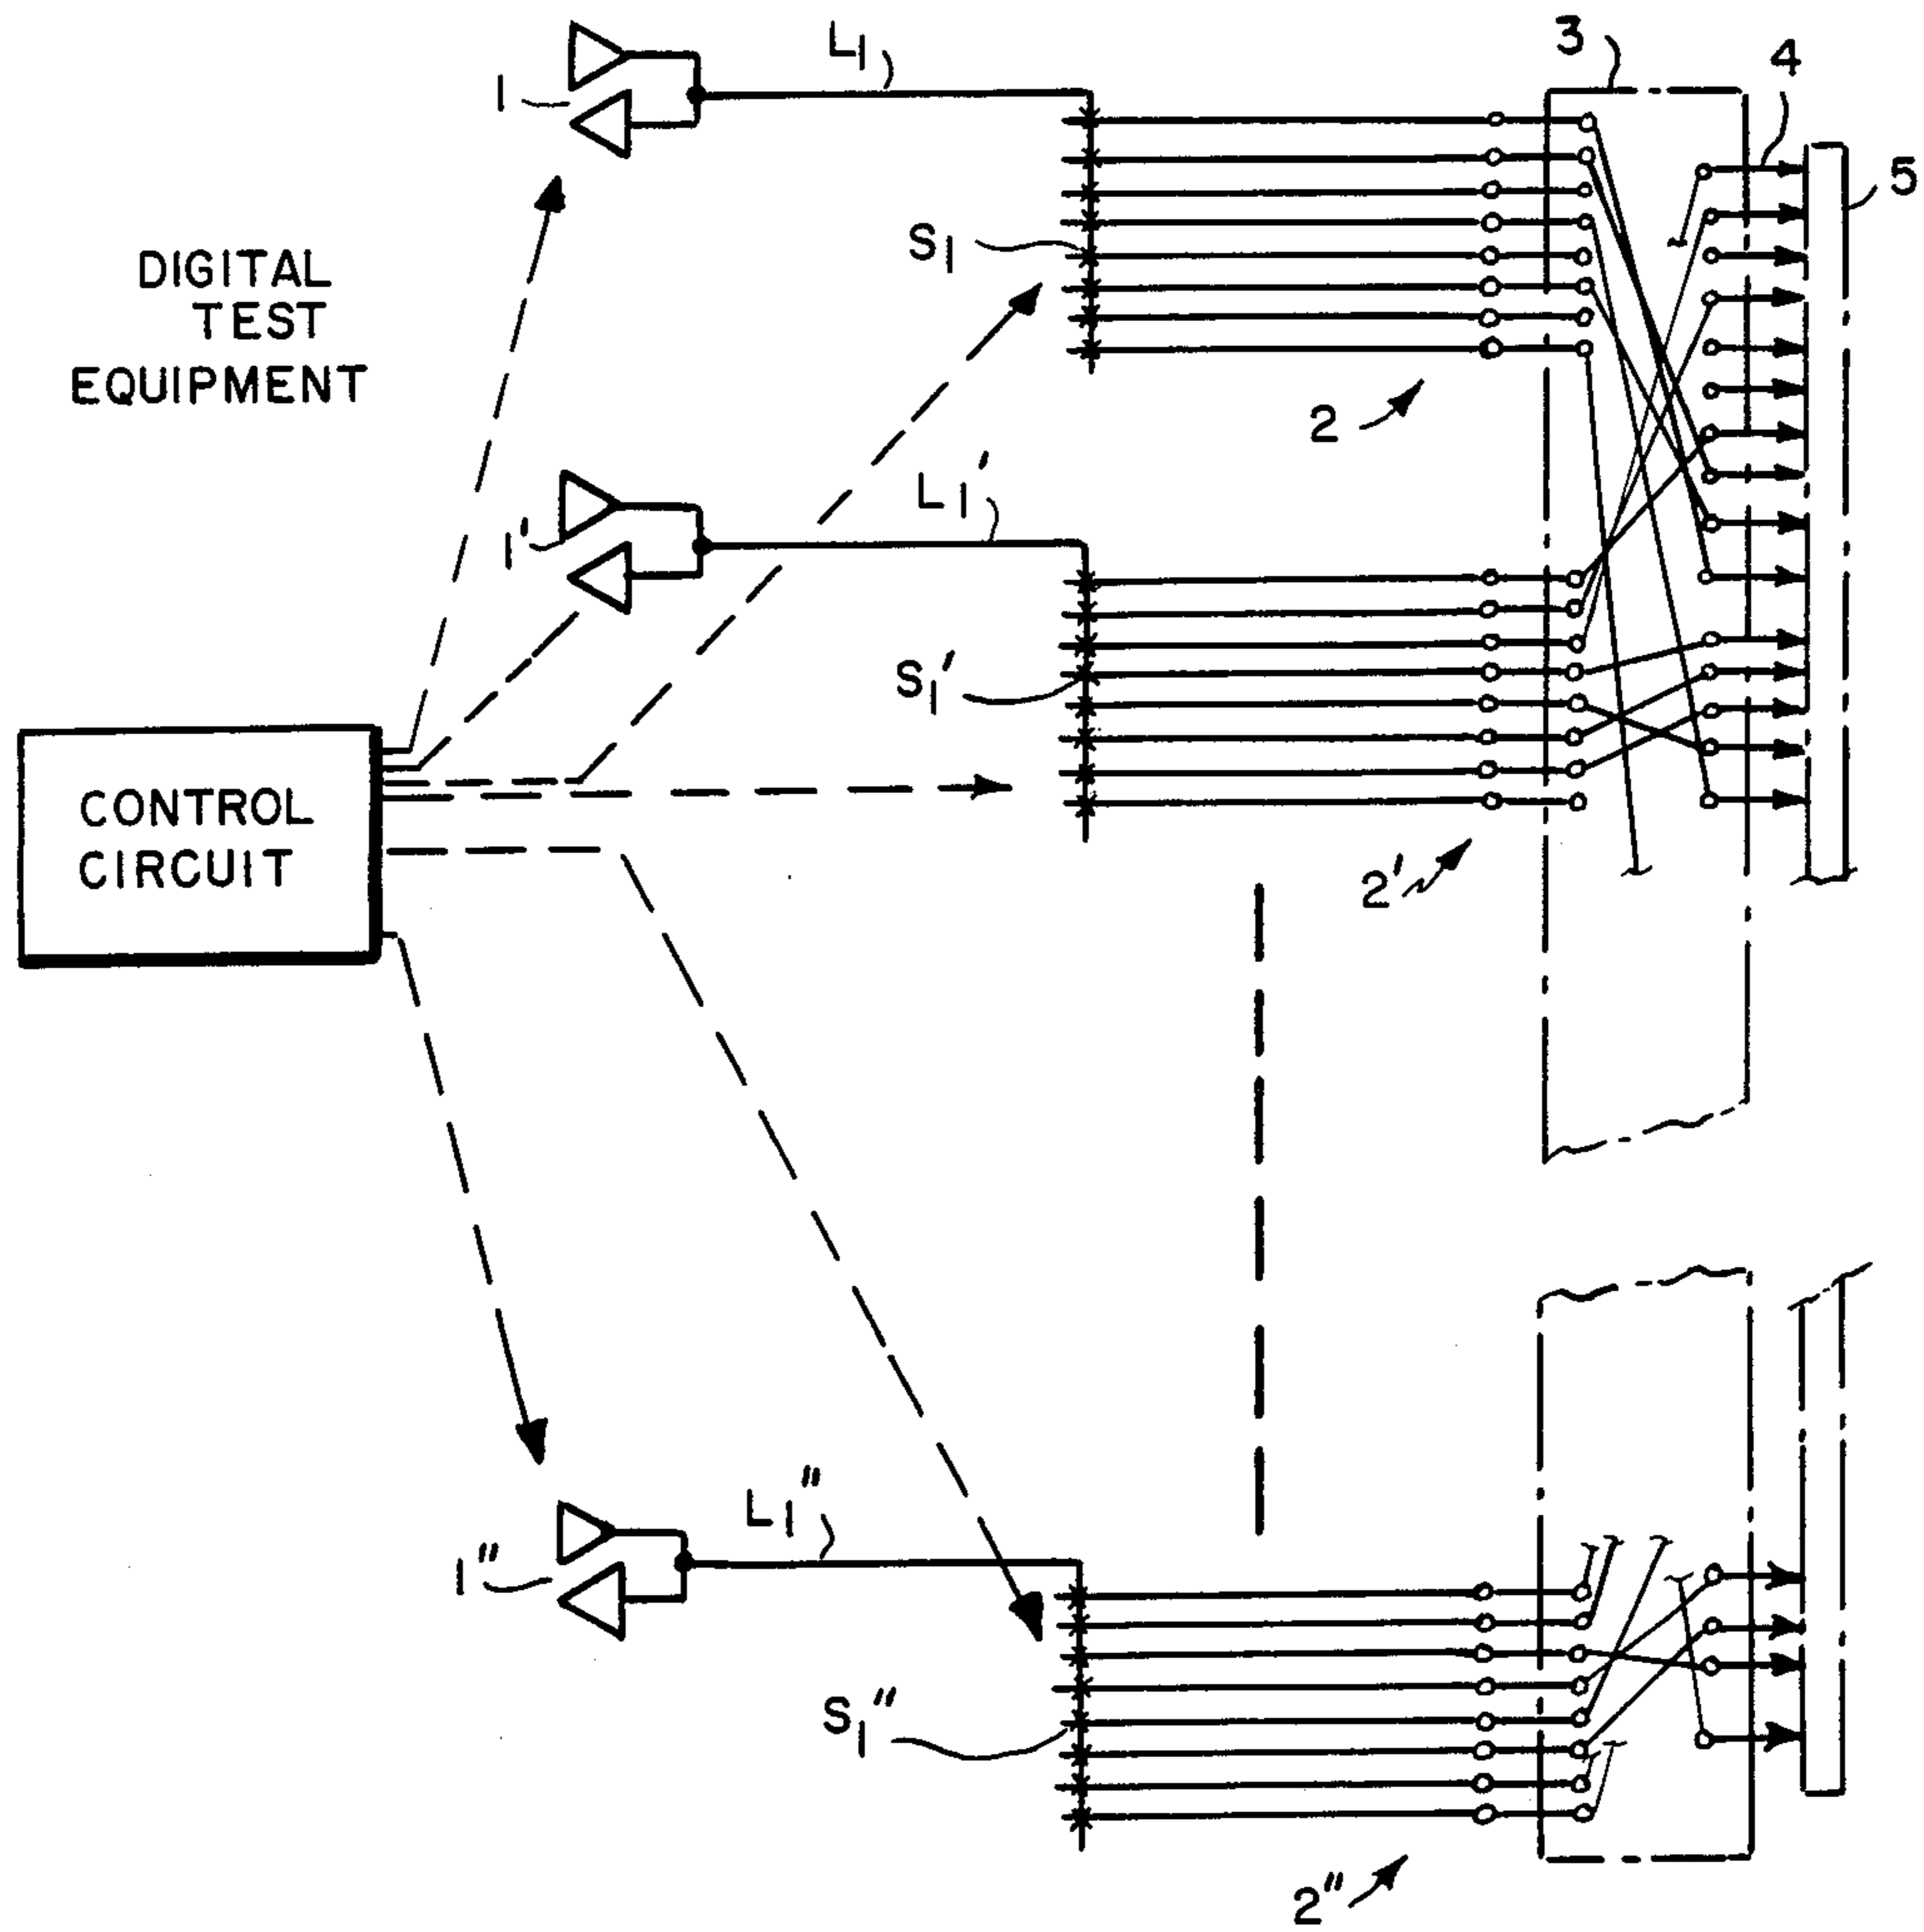 L1
3
4
1
5
S1
DIGITAL
TEST
EQUIPMENT
2
L1'
1'
S1'
CONTROL
CIRCUIT
2'
L1"
1"
S1"
2"